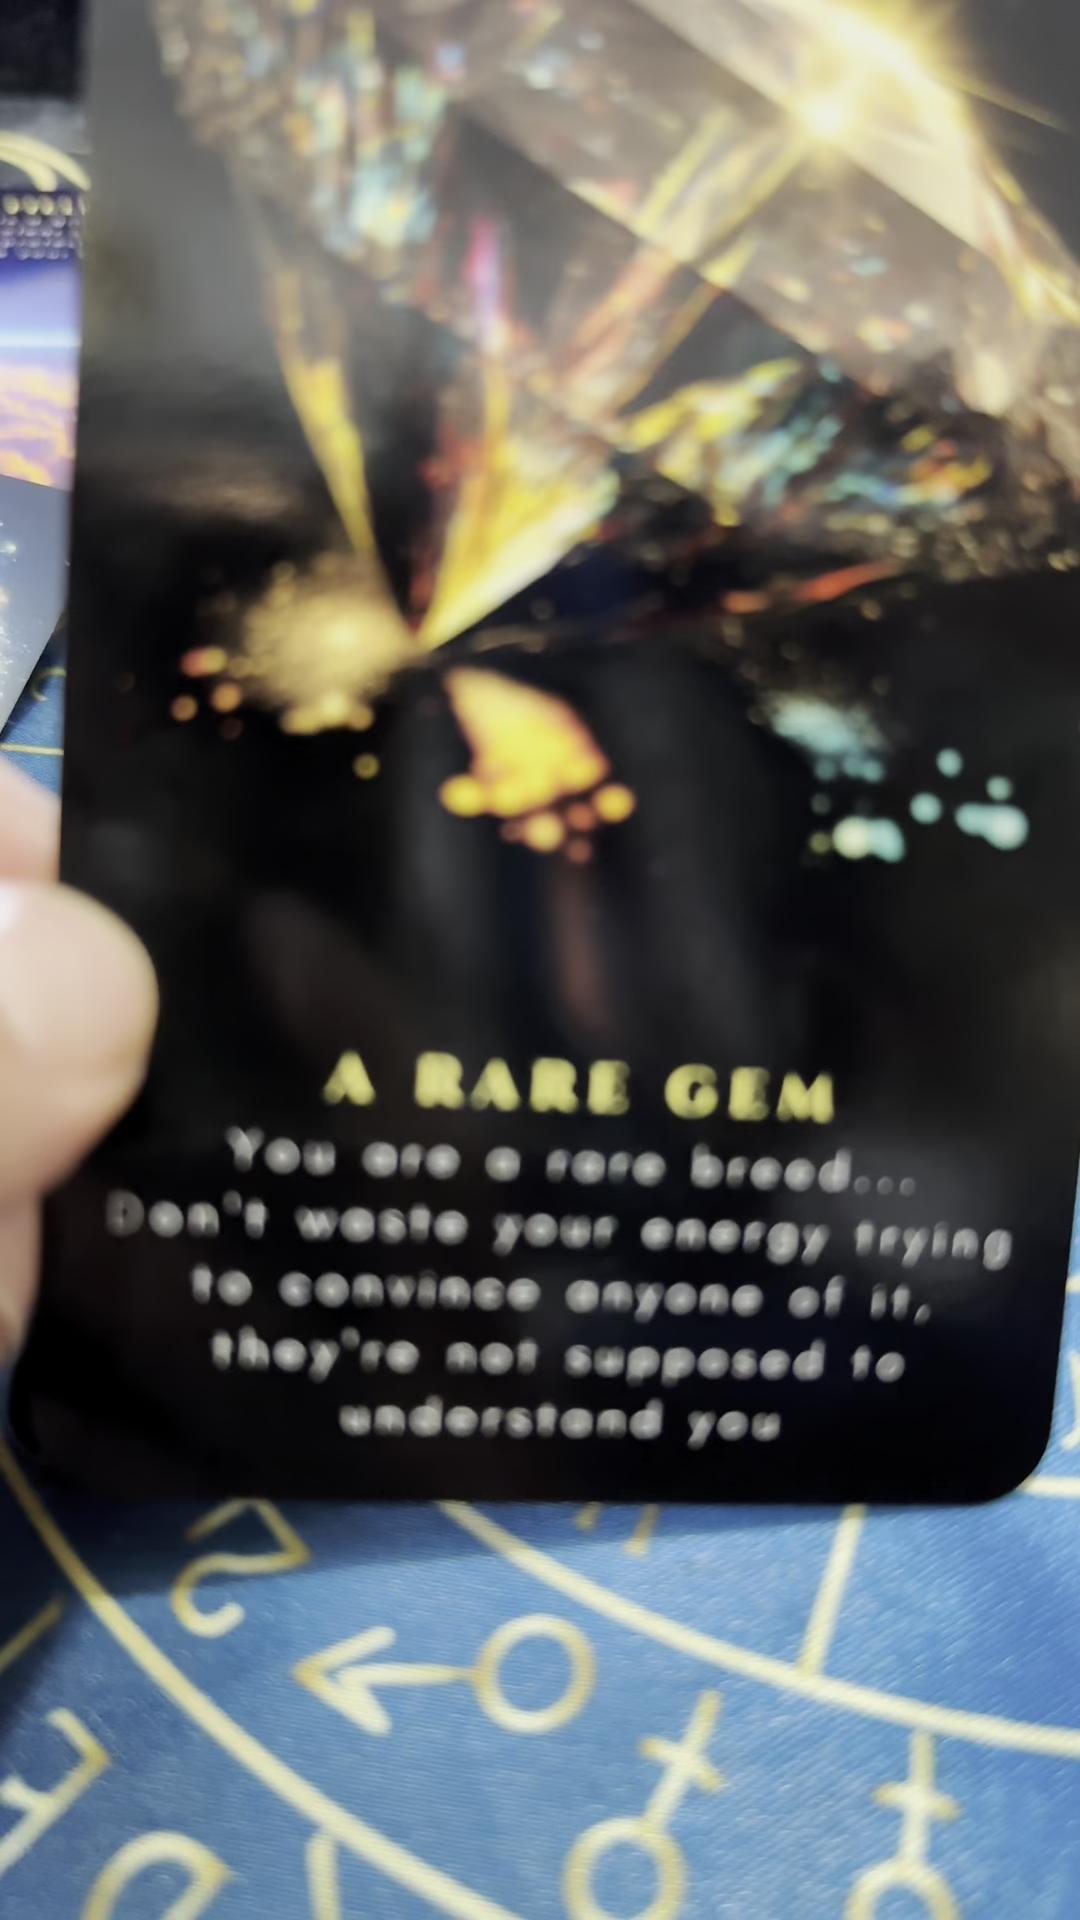 A RARE GEM
You are a rare breed...
Don't waste your energy trying
to convince anyone of it,
they're not supposed to
understand you